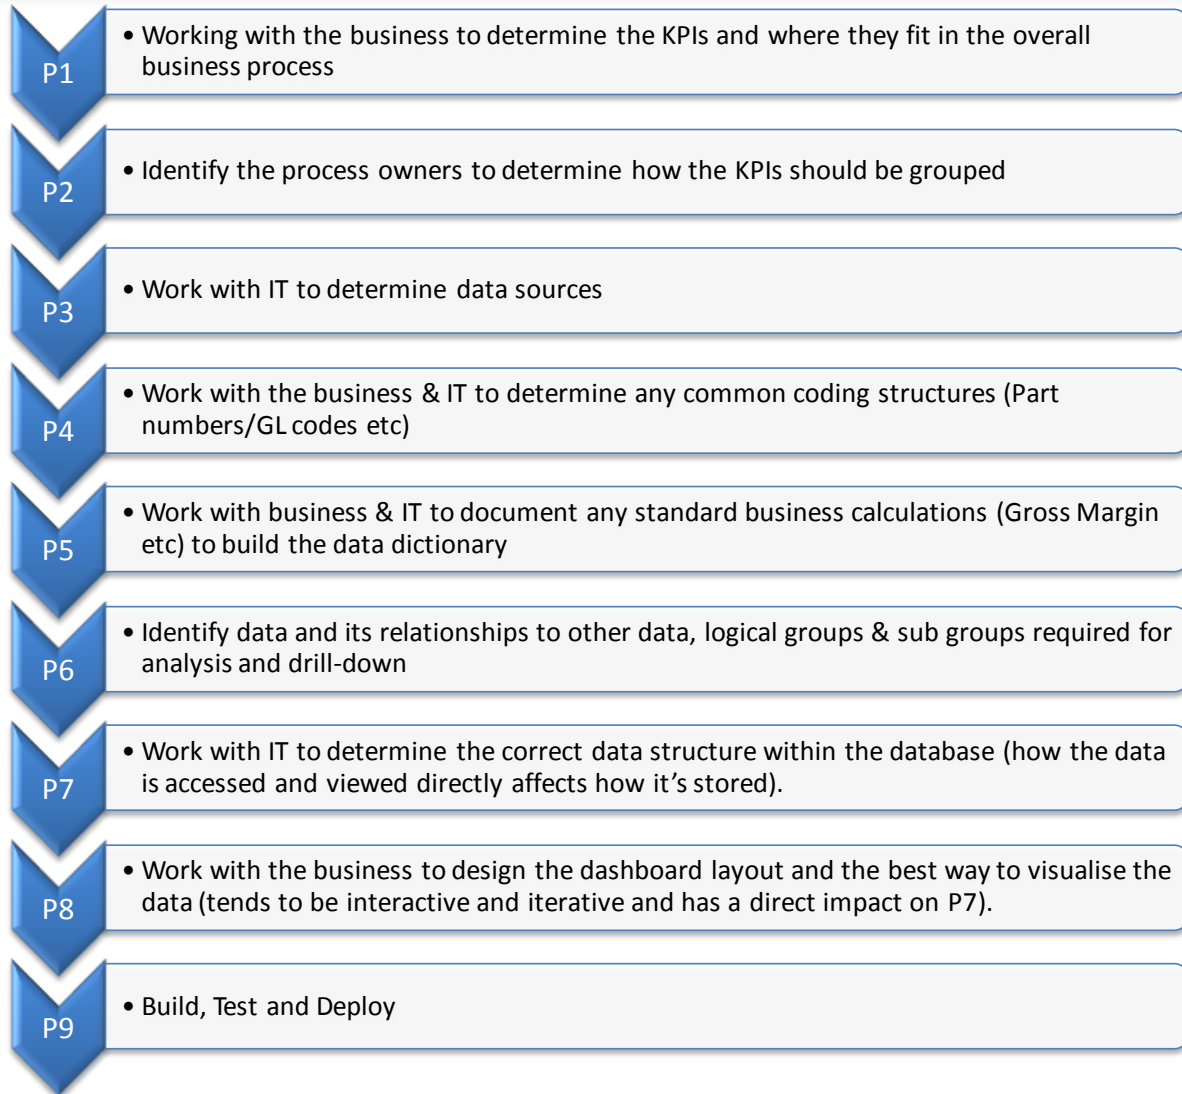 P1
• Working with the business to determine the KPIs and where they fit in the overall
business process
P2
• Identify the process owners to determine how the KPIs should be grouped
P3
• Work with IT to determine data sources
P4
• Work with the business & IT to determine any common coding structures (Part
numbers/GL codes etc)
P5
• Work with business & IT to document any standard business calculations (Gross Margin
etc) to build the data dictionary
P6
• Identify data and its relationships to other data, logical groups & sub groups required for
analysis and drill-down
P7
• Work with IT to determine the correct data structure within the database (how the data
is accessed and viewed directly affects how it’s stored).
P8
• Work with the business to design the dashboard layout and the best way to visualise the
data (tends to be interactive and iterative and has a direct impact on P7).
P9
• Build, Test and Deploy